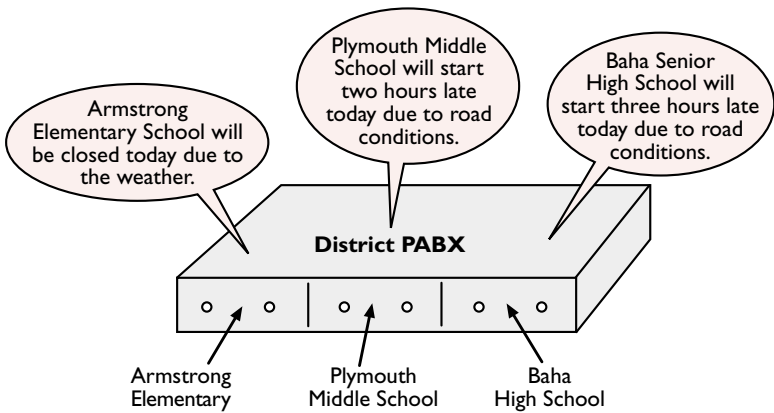 Armstrong
Elementary School will
be closed today due to
the weather.
Plymouth Middle
School will start
two hours late
today due to road
conditions.
Baha Senior
High School will
start three hours late
today due to road
conditions.
District PABX
Armstrong
Elementary
Plymouth
Middle School
Baha
High School